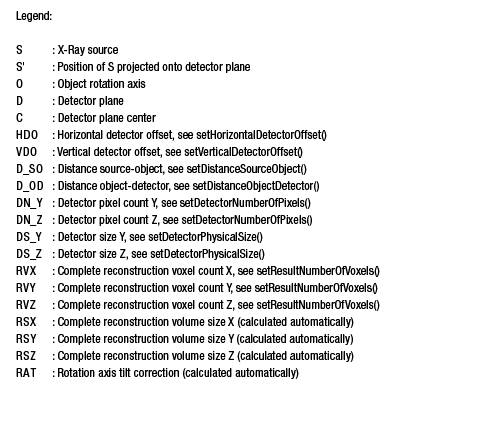 Legend:
S : X-Ray source
S' : Position of S projected onto detector plane
O : Object rotation axis
D : Detector plane
C : Detector plane center
HDO : Horizontal detector offset, see setHorizontalDetectorOffset()
VDO : Vertical detector offset, see setVerticalDetectorOffset()
D_SO : Distance source-object, see setDistanceSourceObject()
D_OD : Distance object-detector, see setDistanceObjectDetector()
DN_Y : Detector pixel count Y, see setDetectorNumberOfPixels()
DN_Z : Detector pixel count Z, see setDetectorNumberOfPixels()
DS_Y : Detector size Y, see setDetectorPhysicalSize()
DS_Z : Detector size Z, see setDetectorPhysicalSize()
RVX : Complete reconstruction voxel count X, see setResultNumberOfVoxels()
RVY : Complete reconstruction voxel count Y, see setResultNumberOfVoxels()
RVZ : Complete reconstruction voxel count Z, see setResultNumberOfVoxels()
RSX : Complete reconstruction volume size X (calculated automatically)
RSY : Complete reconstruction volume size Y (calculated automatically)
RSZ : Complete reconstruction volume size Z (calculated automatically)
RAT : Rotation axis tilt correction (calculated automatically)